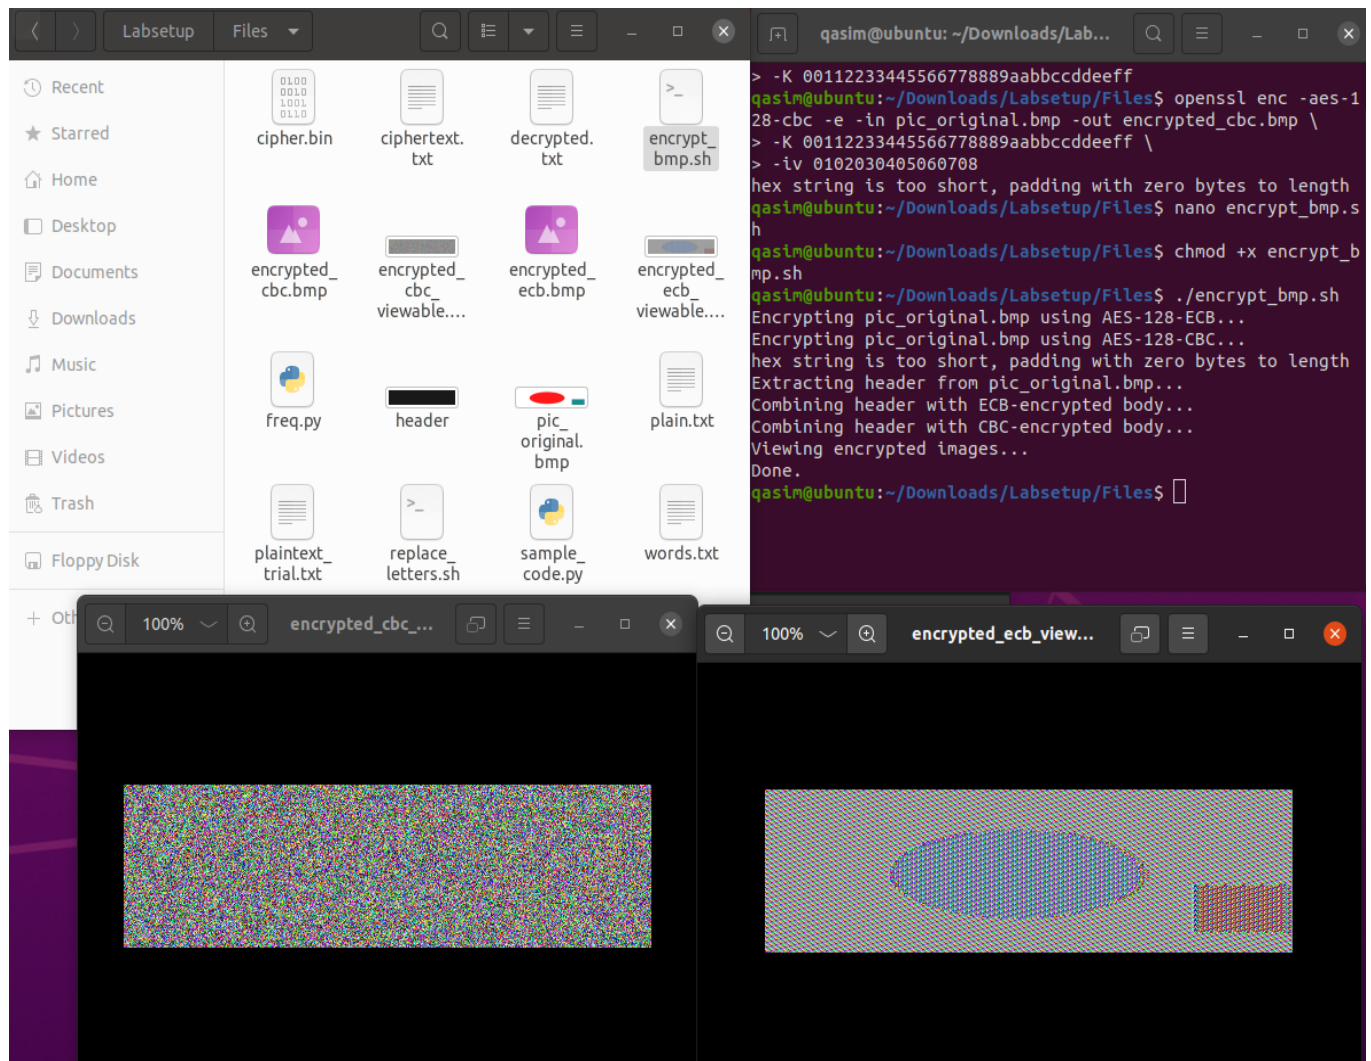 Labsetup Files
qasim@ubuntu: ~/Downloads/Lab...
Recent
Starred
Home
Desktop
Documents
Downloads
Music
Pictures
Videos
Trash
Floppy Disk
+ Oth
0100
0010
1001
0110
cipher.bin
ciphertext.
txt
decrypted.
txt
>_
encrypt_
bmp.sh
encrypted_
cbc.bmp
encrypted_
cbc_
viewable....
encrypted_
ecb.bmp
encrypted_
ecb_
viewable....
freq.py
header
pic_
original.
bmp
plain.txt
plaintext_
trial.txt
>_
replace_
letters.sh
sample_
code.py
words.txt
> -K 00112233445566778889aabbccddeeff
qasim@ubuntu:~/Downloads/Labsetup/Files$ openssl enc -aes-1
28-cbc -e -in pic_original.bmp -out encrypted_cbc.bmp \
> -K 00112233445566778889aabbccddeeff \
> -iv 0102030405060708
hex string is too short, padding with zero bytes to length
qasim@ubuntu:~/Downloads/Labsetup/Files$ nano encrypt_bmp.s
h
qasim@ubuntu:~/Downloads/Labsetup/Files$ chmod +x encrypt_b
mp.sh
qasim@ubuntu:~/Downloads/Labsetup/Files$ ./encrypt_bmp.sh
Encrypting pic_original.bmp using AES-128-ECB...
Encrypting pic_original.bmp using AES-128-CBC...
hex string is too short, padding with zero bytes to length
Extracting header from pic_original.bmp...
Combining header with ECB-encrypted body...
Combining header with CBC-encrypted body...
Viewing encrypted images...
Done.
qasim@ubuntu:~/Downloads/Labsetup/Files$
100% encrypted_cbc_...
100% encrypted_ecb_view...